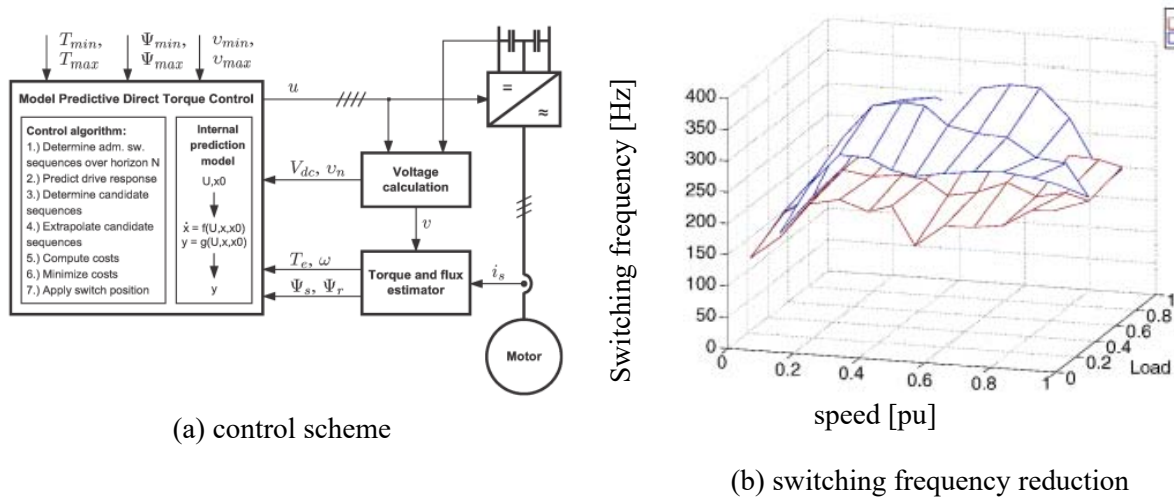 T_min, Ψ_min, υ_min,
T_max Ψ_max υ_max
Model Predictive Direct Torque Control
Control algorithm:
1.) Determine adm. sw.
sequences over horizon N
2.) Predict drive response
3.) Determine candidate
sequences
4.) Extrapolate candidate
sequences
5.) Compute costs
6.) Minimize costs
7.) Apply switch position
Internal
prediction
model
U,x0
ẋ = f(U,x,x0)
y = g(U,x,x0)
y
u
=
≈
V_dc, υ_n
Voltage
calculation
v
T_e, ω
Ψ_s, Ψ_r
Torque and flux
estimator
i_s
Motor
(a) control scheme
Switching frequency [Hz]
400
350
300
250
200
150
100
50
0
0
0.2
0.4
0.6
0.8
1
0
0.2
0.4
0.6
0.8
1
Load
speed [pu]
(b) switching frequency reduction